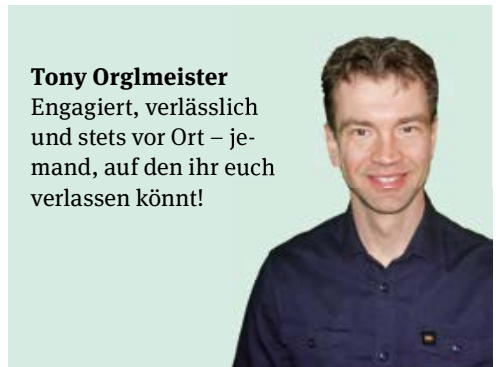 Tony Orglmeister
Engagiert, verlässlich
und stets vor Ort – je-
mand, auf den ihr euch
verlassen könnt!